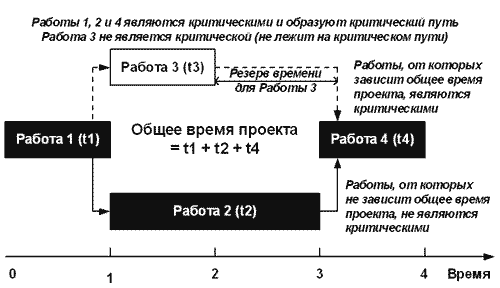 Работы 1, 2 и 4 являются критическими и образуют критический путь
Работа 3 не является критической (не лежит на критическом пути)
Работа 3 (t3)
Резерв времени
для Работы 3
Работы, от которых
зависит общее время
проекта, являются
критическими
Работа 1 (t1)
Общее время проекта
= t1 + t2 + t4
Работа 4 (t4)
Работа 2 (t2)
Работы, от которых
не зависит общее время
проекта, не являются
критическими
0 1 2 3 4 Время